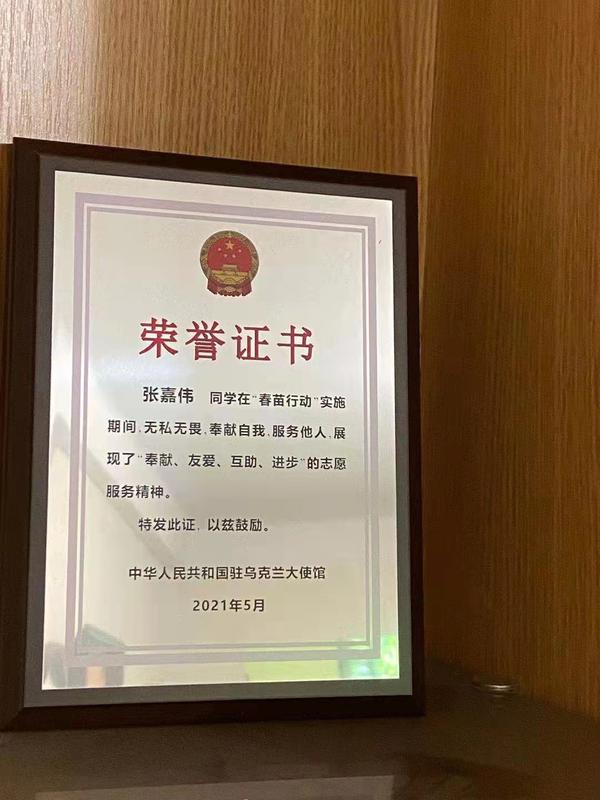 荣誉证书
张嘉伟 同学在“春苗行动”实施
期间，无私无畏，奉献自我，服务他人，展
现了“奉献、友爱、互助、进步”的志愿
服务精神。
特发此证，以兹鼓励。
中华人民共和国驻乌克兰大使馆
2021年5月